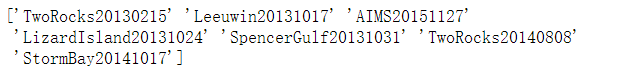 ['TwoRocks20130215' 'Leeuwin20131017' 'AIMS20151127'
'LizardIsland20131024' 'SpencerGulf20131031' 'TwoRocks20140808'
'StormBay20141017']